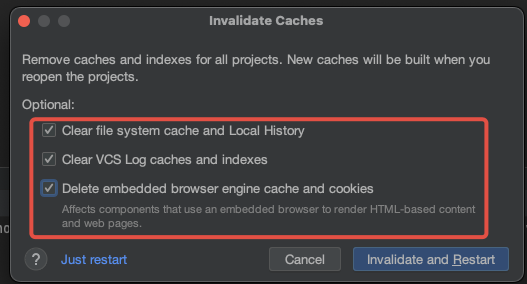 Invalidate Caches
Remove caches and indexes for all projects. New caches will be built when you
reopen the projects.
Optional:
Clear file system cache and Local History
Clear VCS Log caches and indexes
Delete embedded browser engine cache and cookies
Affects components that use an embedded browser to render HTML-based content
and web pages.
? Just restart Cancel Invalidate and Restart